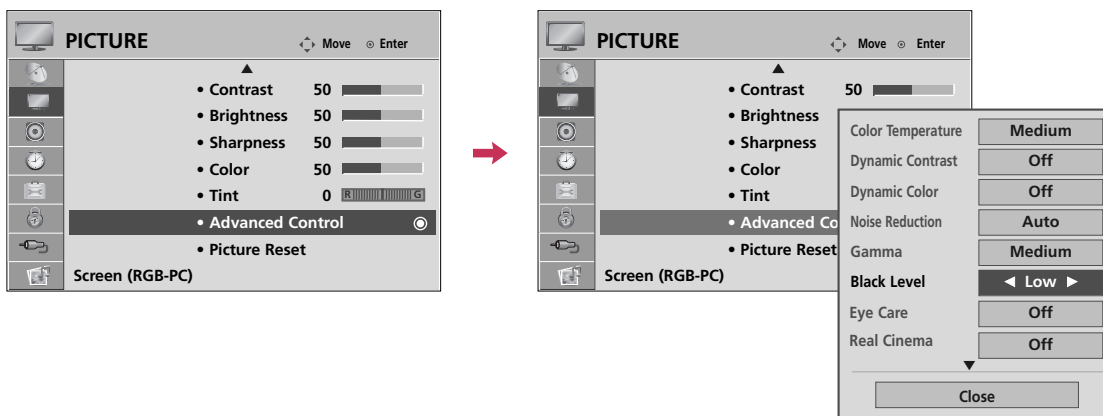 PICTURE
Move Enter
• Contrast 50
• Brightness 50
• Sharpness 50
• Color 50
• Tint 0 R G
• Advanced Control
• Picture Reset
Screen (RGB-PC)
PICTURE
Move Enter
• Contrast 50
• Brightness
• Sharpness
• Color
• Tint
• Advanced Co
• Picture Reset
Screen (RGB-PC)
Color Temperature Medium
Dynamic Contrast Off
Dynamic Color Off
Noise Reduction Auto
Gamma Medium
Black Level ◀ Low ▶
Eye Care Off
Real Cinema Off
Close